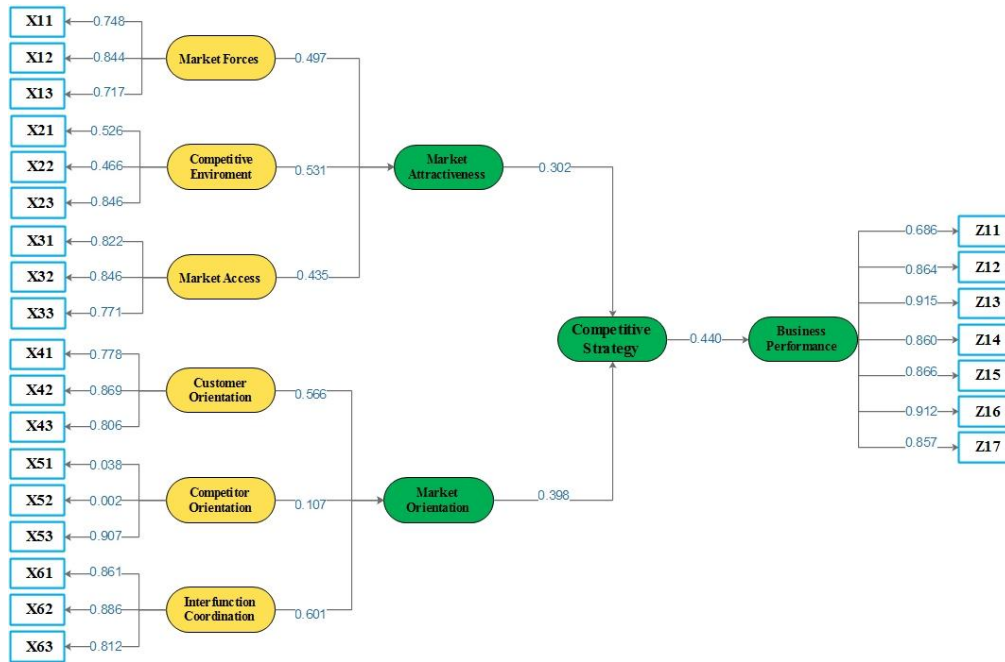 X11
0.748
X12
0.844
Market Forces
0.497
X13
0.717
X21
0.526
X22
0.466
Competitive
Enviroment
0.531
X23
0.846
Market
Attractiveness
0.302
X31
0.822
X32
0.846
Market Access
0.435
X33
0.771
X41
0.778
X42
0.869
Customer
Orientation
0.566
X43
0.806
X51
0.038
X52
0.002
Competitor
Orientation
0.107
X53
0.907
Market
Orientation
0.398
X61
0.861
X62
0.886
Interfunction
Coordination
0.601
X63
0.812
Competitive
Strategy
0.440
Business
Performance
0.686
Z11
0.864
Z12
0.915
Z13
0.860
Z14
0.866
Z15
0.912
Z16
0.857
Z17